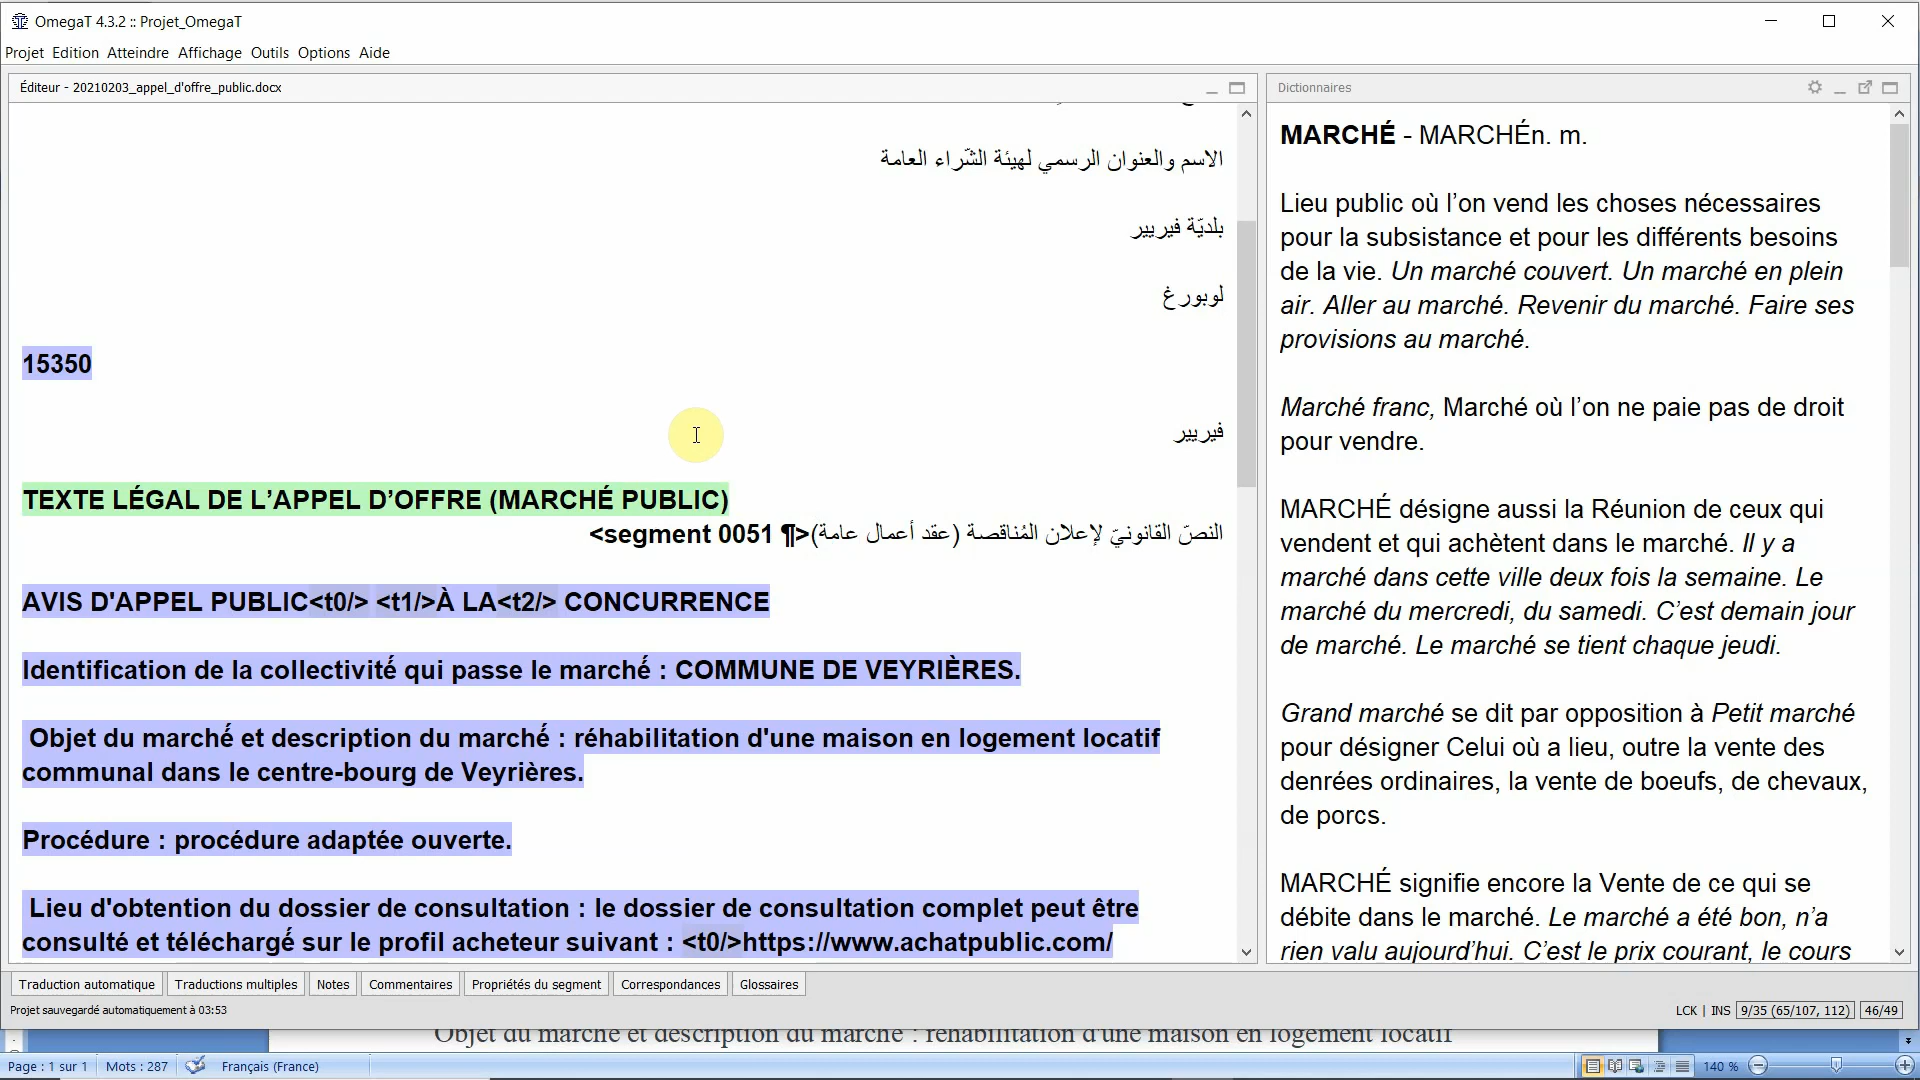 OmegaT 4.3.2 :: Projet_OmegaT
Projet Edition Atteindre Affichage Outils Options Aide
Éditeur - 20210203_appel_d'offre_public.docx
الاسم والعنوان الرسمي لهيئة الشّراء العامة
بلديّة فيريير
لوبورغ
15350
فيريير
TEXTE LÉGAL DE L’APPEL D’OFFRE (MARCHÉ PUBLIC)
النصّ القانونيّ لإعلان المُناقصة (عقد أعمال عامة)<segment 0051 ¶>
AVIS D'APPEL PUBLIC<t0/> <t1/>À LA<t2/> CONCURRENCE
Identification de la collectivité qui passe le marché : COMMUNE DE VEYRIÈRES.
Objet du marché et description du marché : réhabilitation d'une maison en logement locatif
communal dans le centre-bourg de Veyrières.
Procédure : procédure adaptée ouverte.
Lieu d'obtention du dossier de consultation : le dossier de consultation complet peut être
consulté et téléchargé sur le profil acheteur suivant : <t0/>https://www.achatpublic.com/
Dictionnaires
MARCHÉ - MARCHÉn. m.
Lieu public où l’on vend les choses nécessaires
pour la subsistance et pour les différents besoins
de la vie. Un marché couvert. Un marché en plein
air. Aller au marché. Revenir du marché. Faire ses
provisions au marché.
Marché franc, Marché où l’on ne paie pas de droit
pour vendre.
MARCHÉ désigne aussi la Réunion de ceux qui
vendent et qui achètent dans le marché. Il y a
marché dans cette ville deux fois la semaine. Le
marché du mercredi, du samedi. C’est demain jour
de marché. Le marché se tient chaque jeudi.
Grand marché se dit par opposition à Petit marché
pour désigner Celui où a lieu, outre la vente des
denrées ordinaires, la vente de boeufs, de chevaux,
de porcs.
MARCHÉ signifie encore la Vente de ce qui se
débite dans le marché. Le marché a été bon, n’a
rien valu aujourd’hui. C’est le prix courant, le cours
Traduction automatique Traductions multiples Notes Commentaires Propriétés du segment Correspondances Glossaires
Projet sauvegardé automatiquement à 03:53
LCK | INS 9/35 (65/107, 112) 46/49
Objet du marché et description du marché : réhabilitation d'une maison en logement locatif
Page : 1 sur 1 Mots : 287 Français (France) 140 %